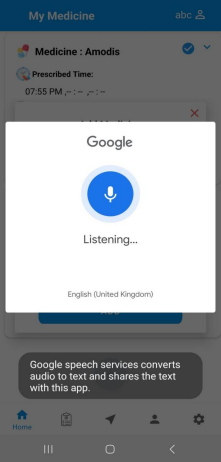 My Medicine
abc
Medicine : Amodis
Prescribed Time:
07:55 PM ,-- : -- ,-- : --
Google
Listening...
English (United Kingdom)
Google speech services converts
audio to text and shares the text
with this app.
Home